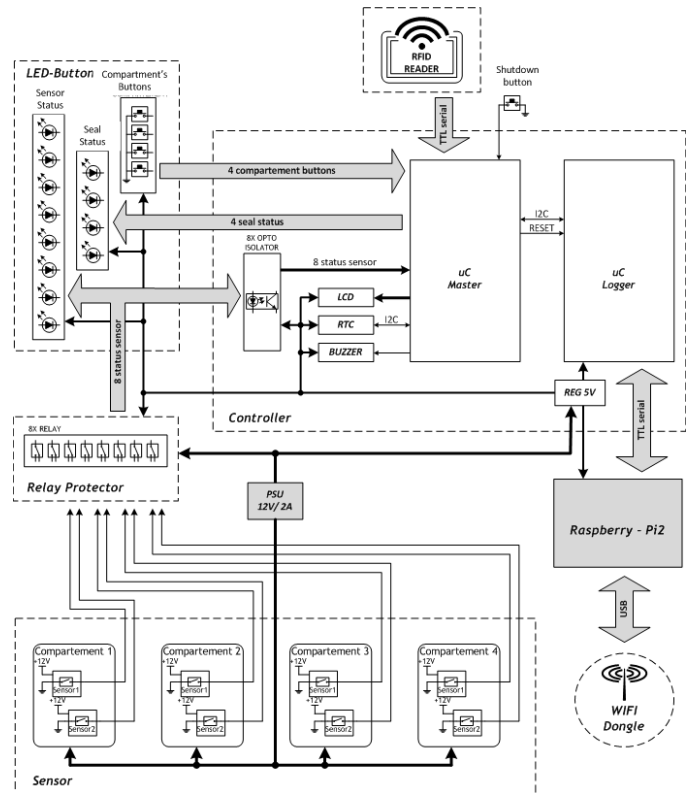 RFID
READER
LED-Button
Compartment's
Buttons
Sensor
Status
Seal
Status
Shutdown
button
TTL serial
4 compartement buttons
4 seal status
8X OPTO
ISOLATOR
8 status sensor
I2C
RESET
uC
Master
uC
Logger
LCD
RTC
I2C
BUZZER
8 status sensor
REG 5V
Controller
TTL serial
8X RELAY
Relay Protector
PSU
12V/ 2A
Raspberry - Pi2
USB
WIFI
Dongle
Compartement 1
+12V
Sensor1
+12V
Sensor2
Compartement 2
+12V
Sensor1
+12V
Sensor2
Compartement 3
+12V
Sensor1
+12V
Sensor2
Compartement 4
+12V
Sensor1
+12V
Sensor2
Sensor